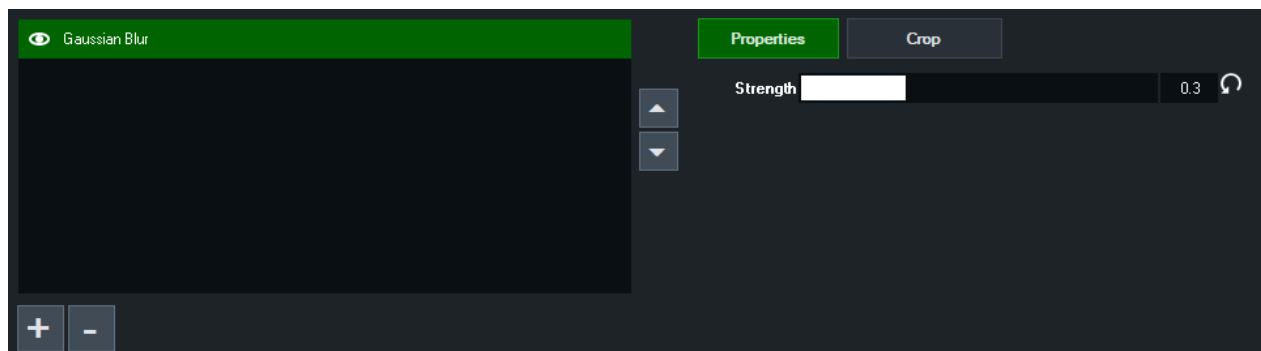 Gaussian Blur
Properties
Crop
Strength
0.3
+
-